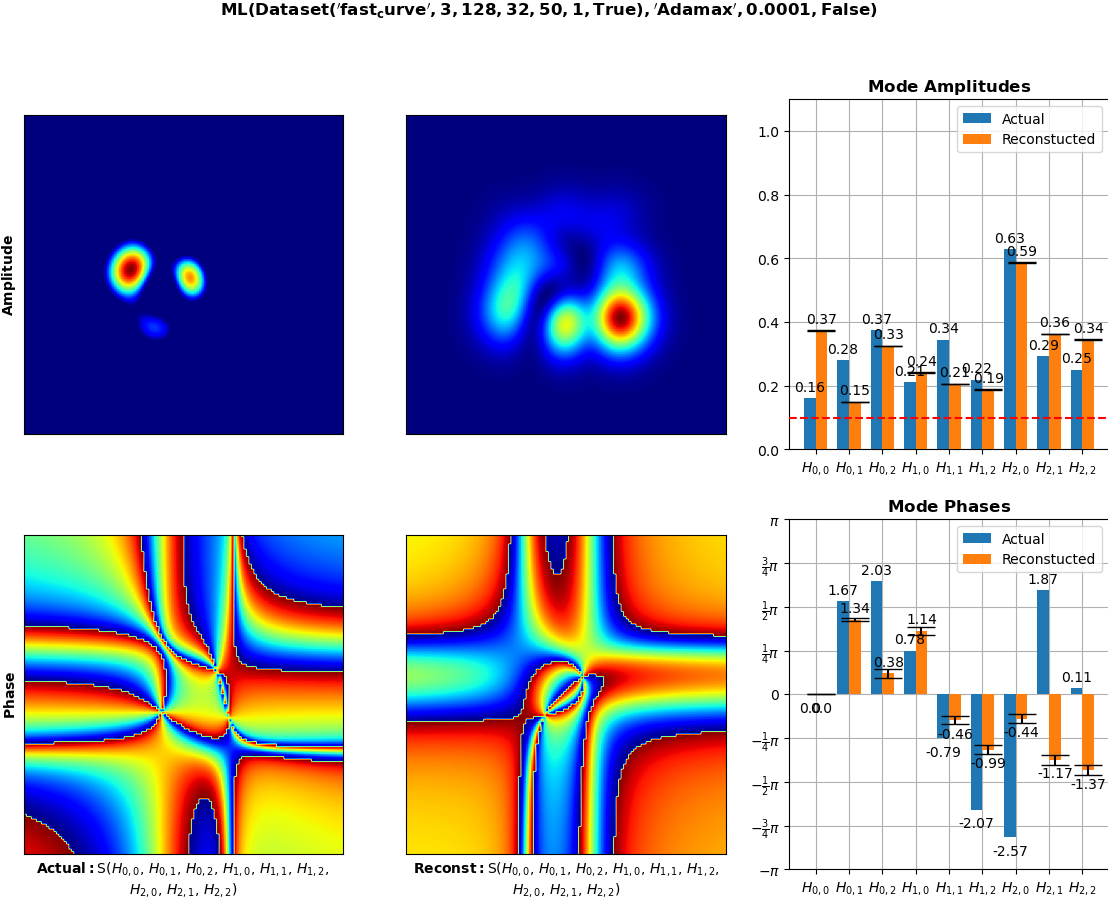 ML(Dataset('fast_curve', 3, 128, 32, 50, 1, True), 'Adamax', 0.0001, False)
Amplitude
Mode Amplitudes
Actual
Reconstucted
1.0
0.8
0.6
0.4
0.2
0.0
0.16
0.28
0.37
0.21
0.34
0.22
0.63
0.29
0.25
0.37
0.15
0.33
0.24
0.21
0.19
0.59
0.36
0.34
H0,0 H0,1 H0,2 H1,0 H1,1 H1,2 H2,0 H2,1 H2,2
Phase
Mode Phases
Actual
Reconstucted
π
3/4π
1/2π
1/4π
0
−1/4π
−1/2π
−3/4π
−π
0.0
1.67
2.03
0.78
-0.79
-2.07
-2.57
1.87
0.11
0.0
1.34
0.38
1.14
-0.46
-0.99
-0.44
-1.17
-1.37
H0,0 H0,1 H0,2 H1,0 H1,1 H1,2 H2,0 H2,1 H2,2
Actual: S(H0,0, H0,1, H0,2, H1,0, H1,1, H1,2,
H2,0, H2,1, H2,2)
Reconst: S(H0,0, H0,1, H0,2, H1,0, H1,1, H1,2,
H2,0, H2,1, H2,2)